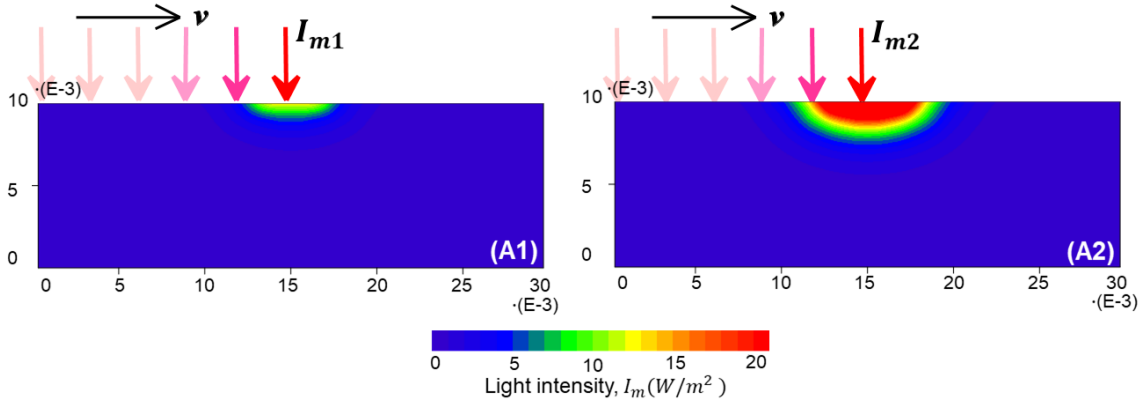 v
I_m1
·(E-3)
10
5
0
(A1)
0 5 10 15 20 25 30
·(E-3)
v
I_m2
·(E-3)
10
5
0
(A2)
0 5 10 15 20 25 30
·(E-3)
0 5 10 15 20
Light intensity, I_m(W/m²)